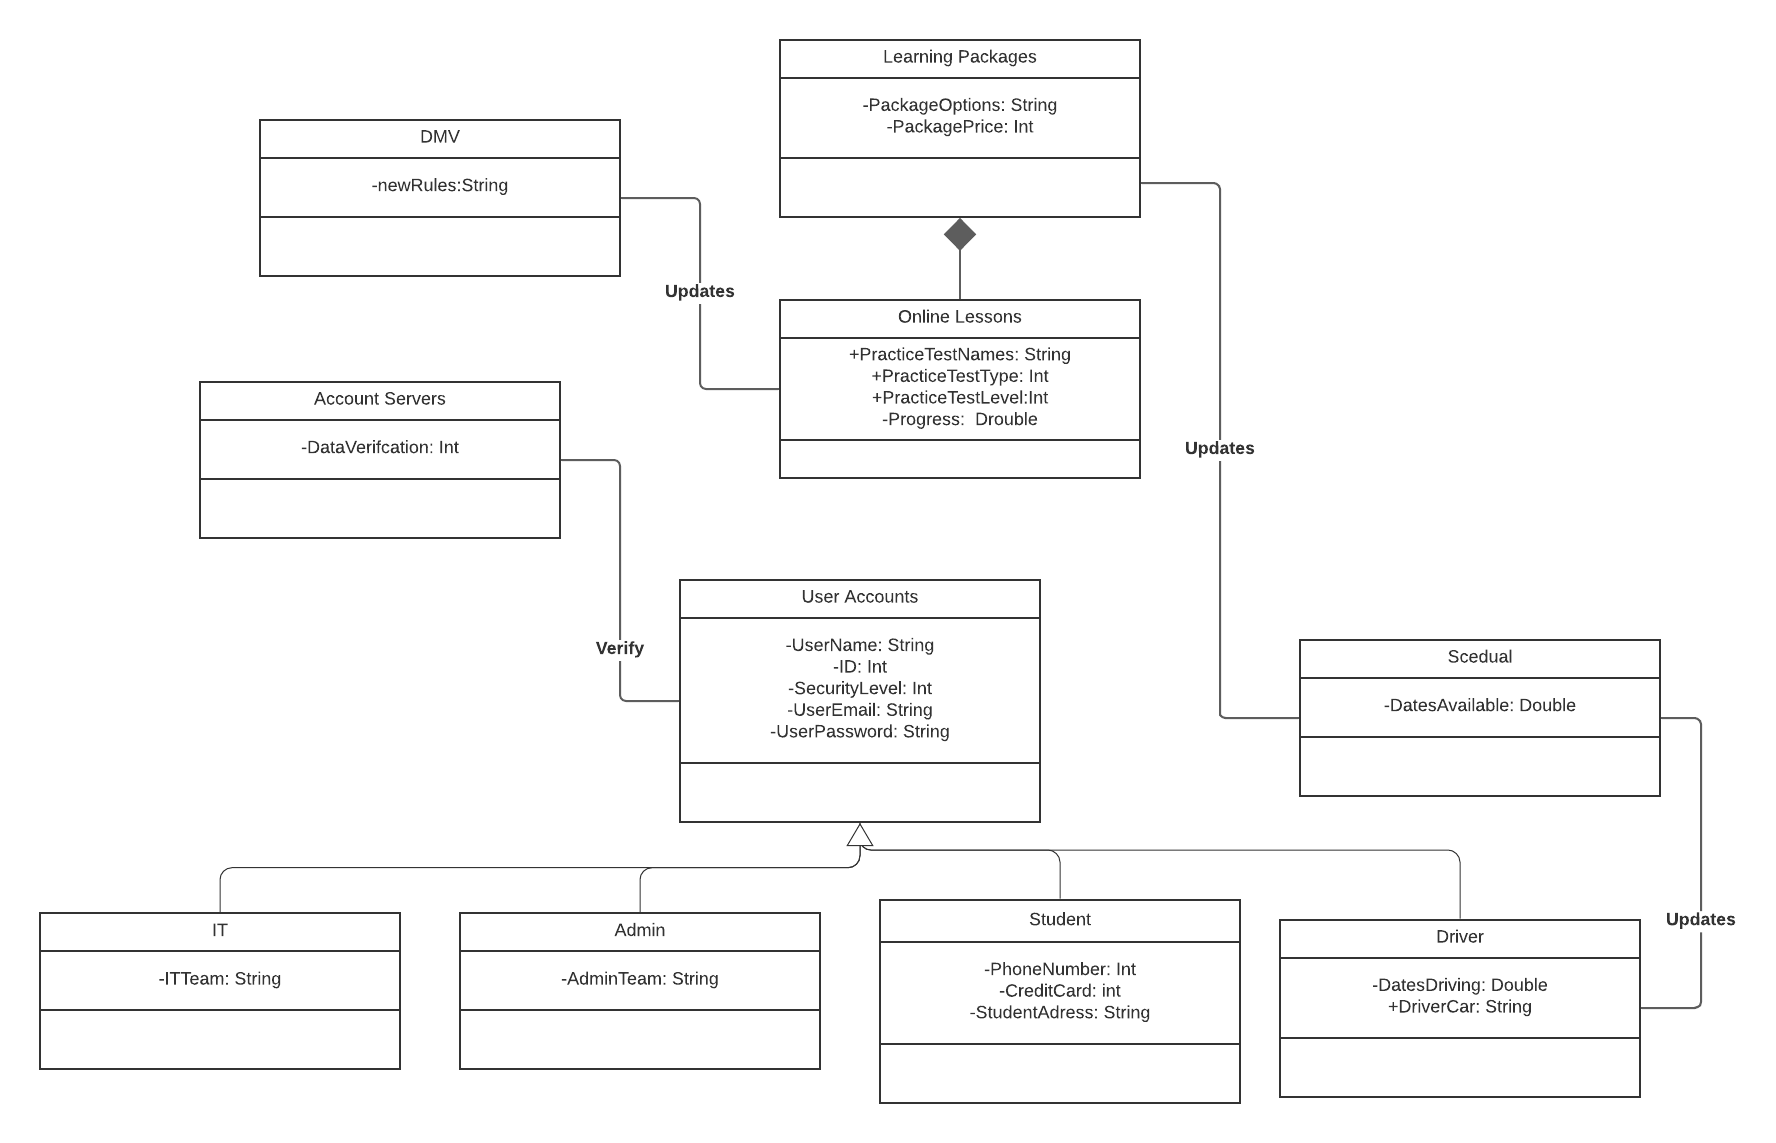 Learning Packages
-PackageOptions: String
-PackagePrice: Int
DMV
-newRules:String
Updates
Online Lessons
+PracticeTestNames: String
+PracticeTestType: Int
+PracticeTestLevel:Int
-Progress:  Drouble
Account Servers
-DataVerifcation: Int
Updates
User Accounts
-UserName: String
-ID: Int
-SecurityLevel: Int
-UserEmail: String
-UserPassword: String
Verify
Scedual
-DatesAvailable: Double
IT
-ITTeam: String
Admin
-AdminTeam: String
Student
-PhoneNumber: Int
-CreditCard: int
-StudentAdress: String
Driver
-DatesDriving: Double
+DriverCar: String
Updates